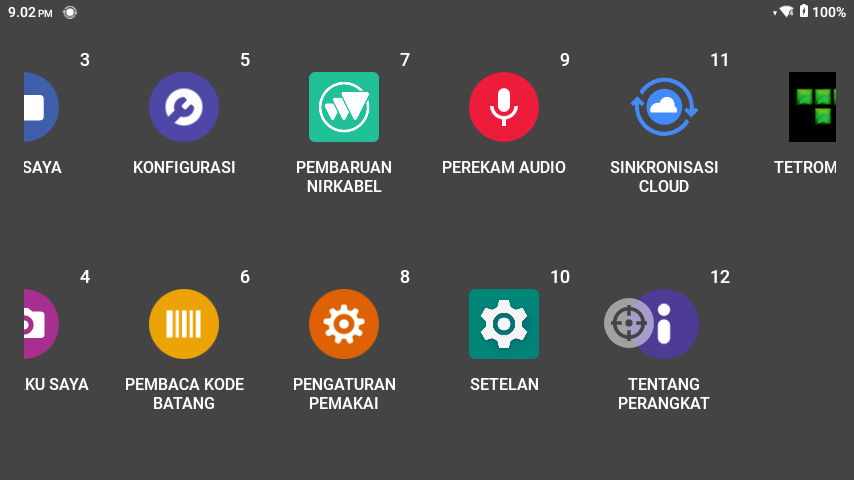 9.02 PM
100%
3
5
7
9
11
SAYA
KONFIGURASI
PEMBARUAN
NIRKABEL
PEREKAM AUDIO
SINKRONISASI
CLOUD
TETROM
4
6
8
10
12
KU SAYA
PEMBACA KODE
BATANG
PENGATURAN
PEMAKAI
SETELAN
TENTANG
PERANGKAT